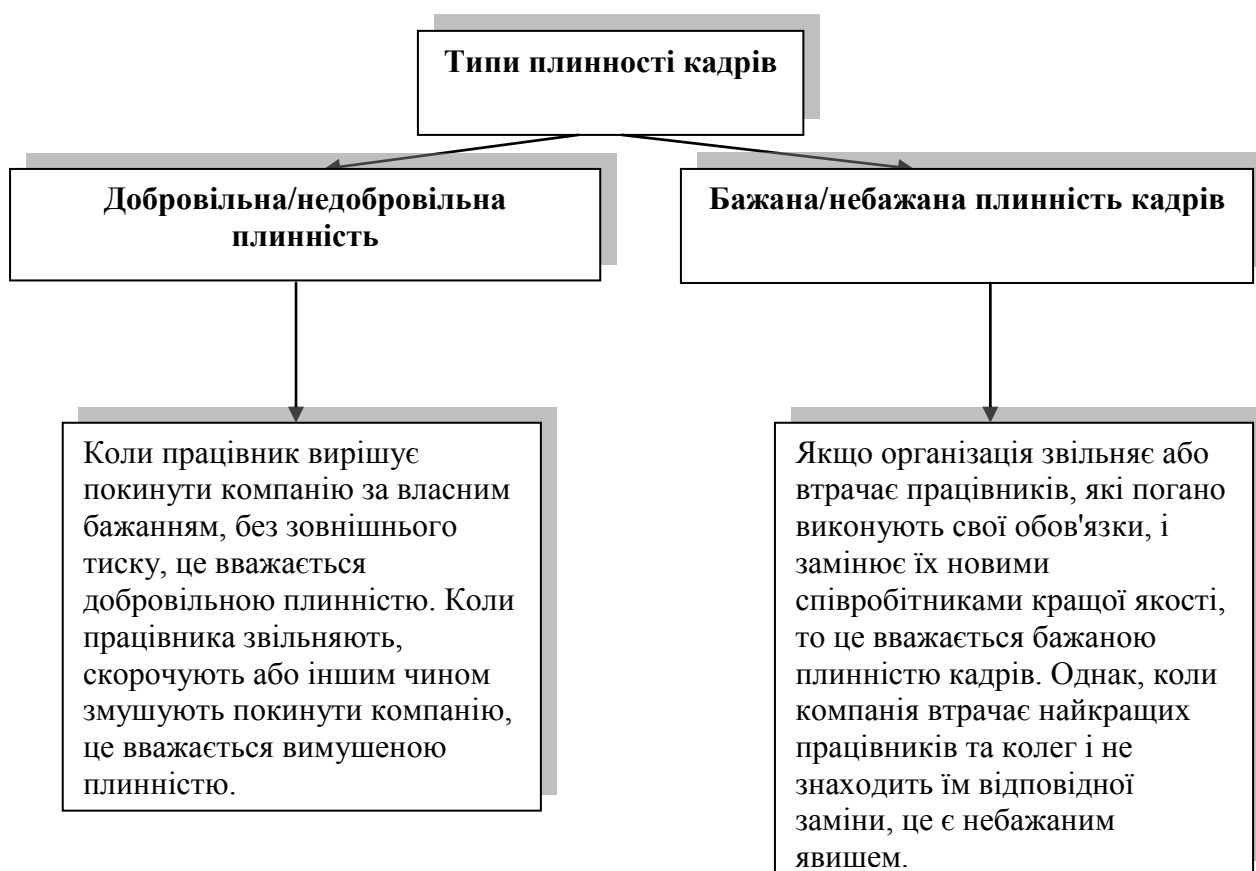 Типи плинності кадрів
Добровільна/недобровільна
плинність
Бажана/небажана плинність кадрів
Коли працівник вирішує
покинути компанію за власним
бажанням, без зовнішнього
тиску, це вважається
добровільною плинністю. Коли
працівника звільняють,
скорочують або іншим чином
змушують покинути компанію,
це вважається вимушеною
плинністю.
Якщо організація звільняє або
втрачає працівників, які погано
виконують свої обов'язки, і
замінює їх новими
співробітниками кращої якості,
то це вважається бажаною
плинністю кадрів. Однак, коли
компанія втрачає найкращих
працівників та колег і не
знаходить їм відповідної
заміни, це є небажаним
явищем.